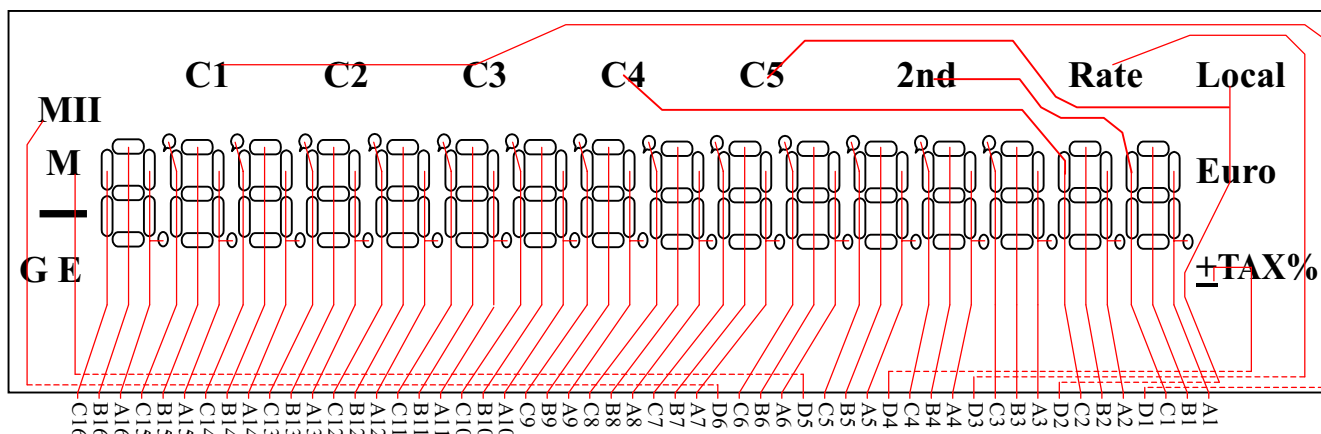 C1 C2 C3 C4 C5 2nd Rate Local
MII
M Euro
G E ±TAX%
C16 B16 A16 C15 B15 A15 C14 B14 A14 C13 B13 A13 C12 B12 A12 C11 B11 A11 C10 B10 A10 C9 B9 A9 C8 B8 A8 C7 B7 A7 D6 C6 B6 A6 D5 C5 B5 A5 D4 C4 B4 A4 D3 C3 B3 A3 D2 C2 B2 A2 D1 C1 B1 A1